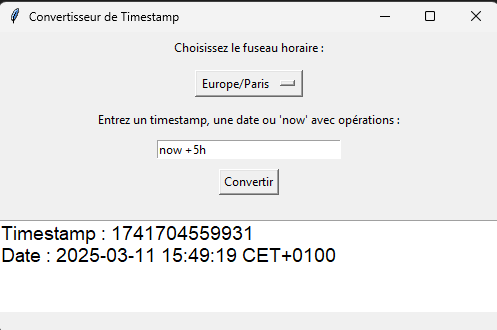 Convertisseur de Timestamp
Choisissez le fuseau horaire :
Europe/Paris
Entrez un timestamp, une date ou 'now' avec opérations :
now +5h
Convertir
Timestamp : 1741704559931
Date : 2025-03-11 15:49:19 CET+0100